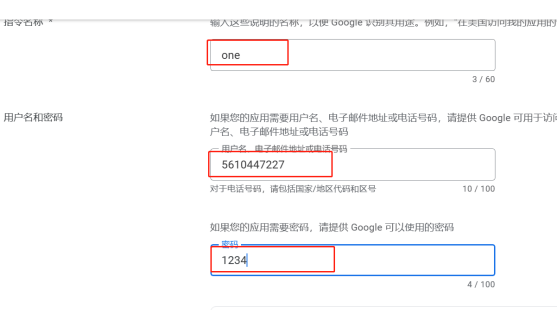 指令名称 *
输入这些说明的名称，以便 Google 识别其用途。例如，“在美国访问我的应用的
one
3 / 60
用户名和密码
如果您的应用需要用户名、电子邮件地址或电话号码，请提供 Google 可用于访问
户名、电子邮件地址或电话号码
用户名、电子邮件地址或电话号码
5610447227
对于电话号码，请包括国家/地区代码和区号
10 / 100
如果您的应用需要密码，请提供 Google 可以使用的密码
密码
1234
4 / 100